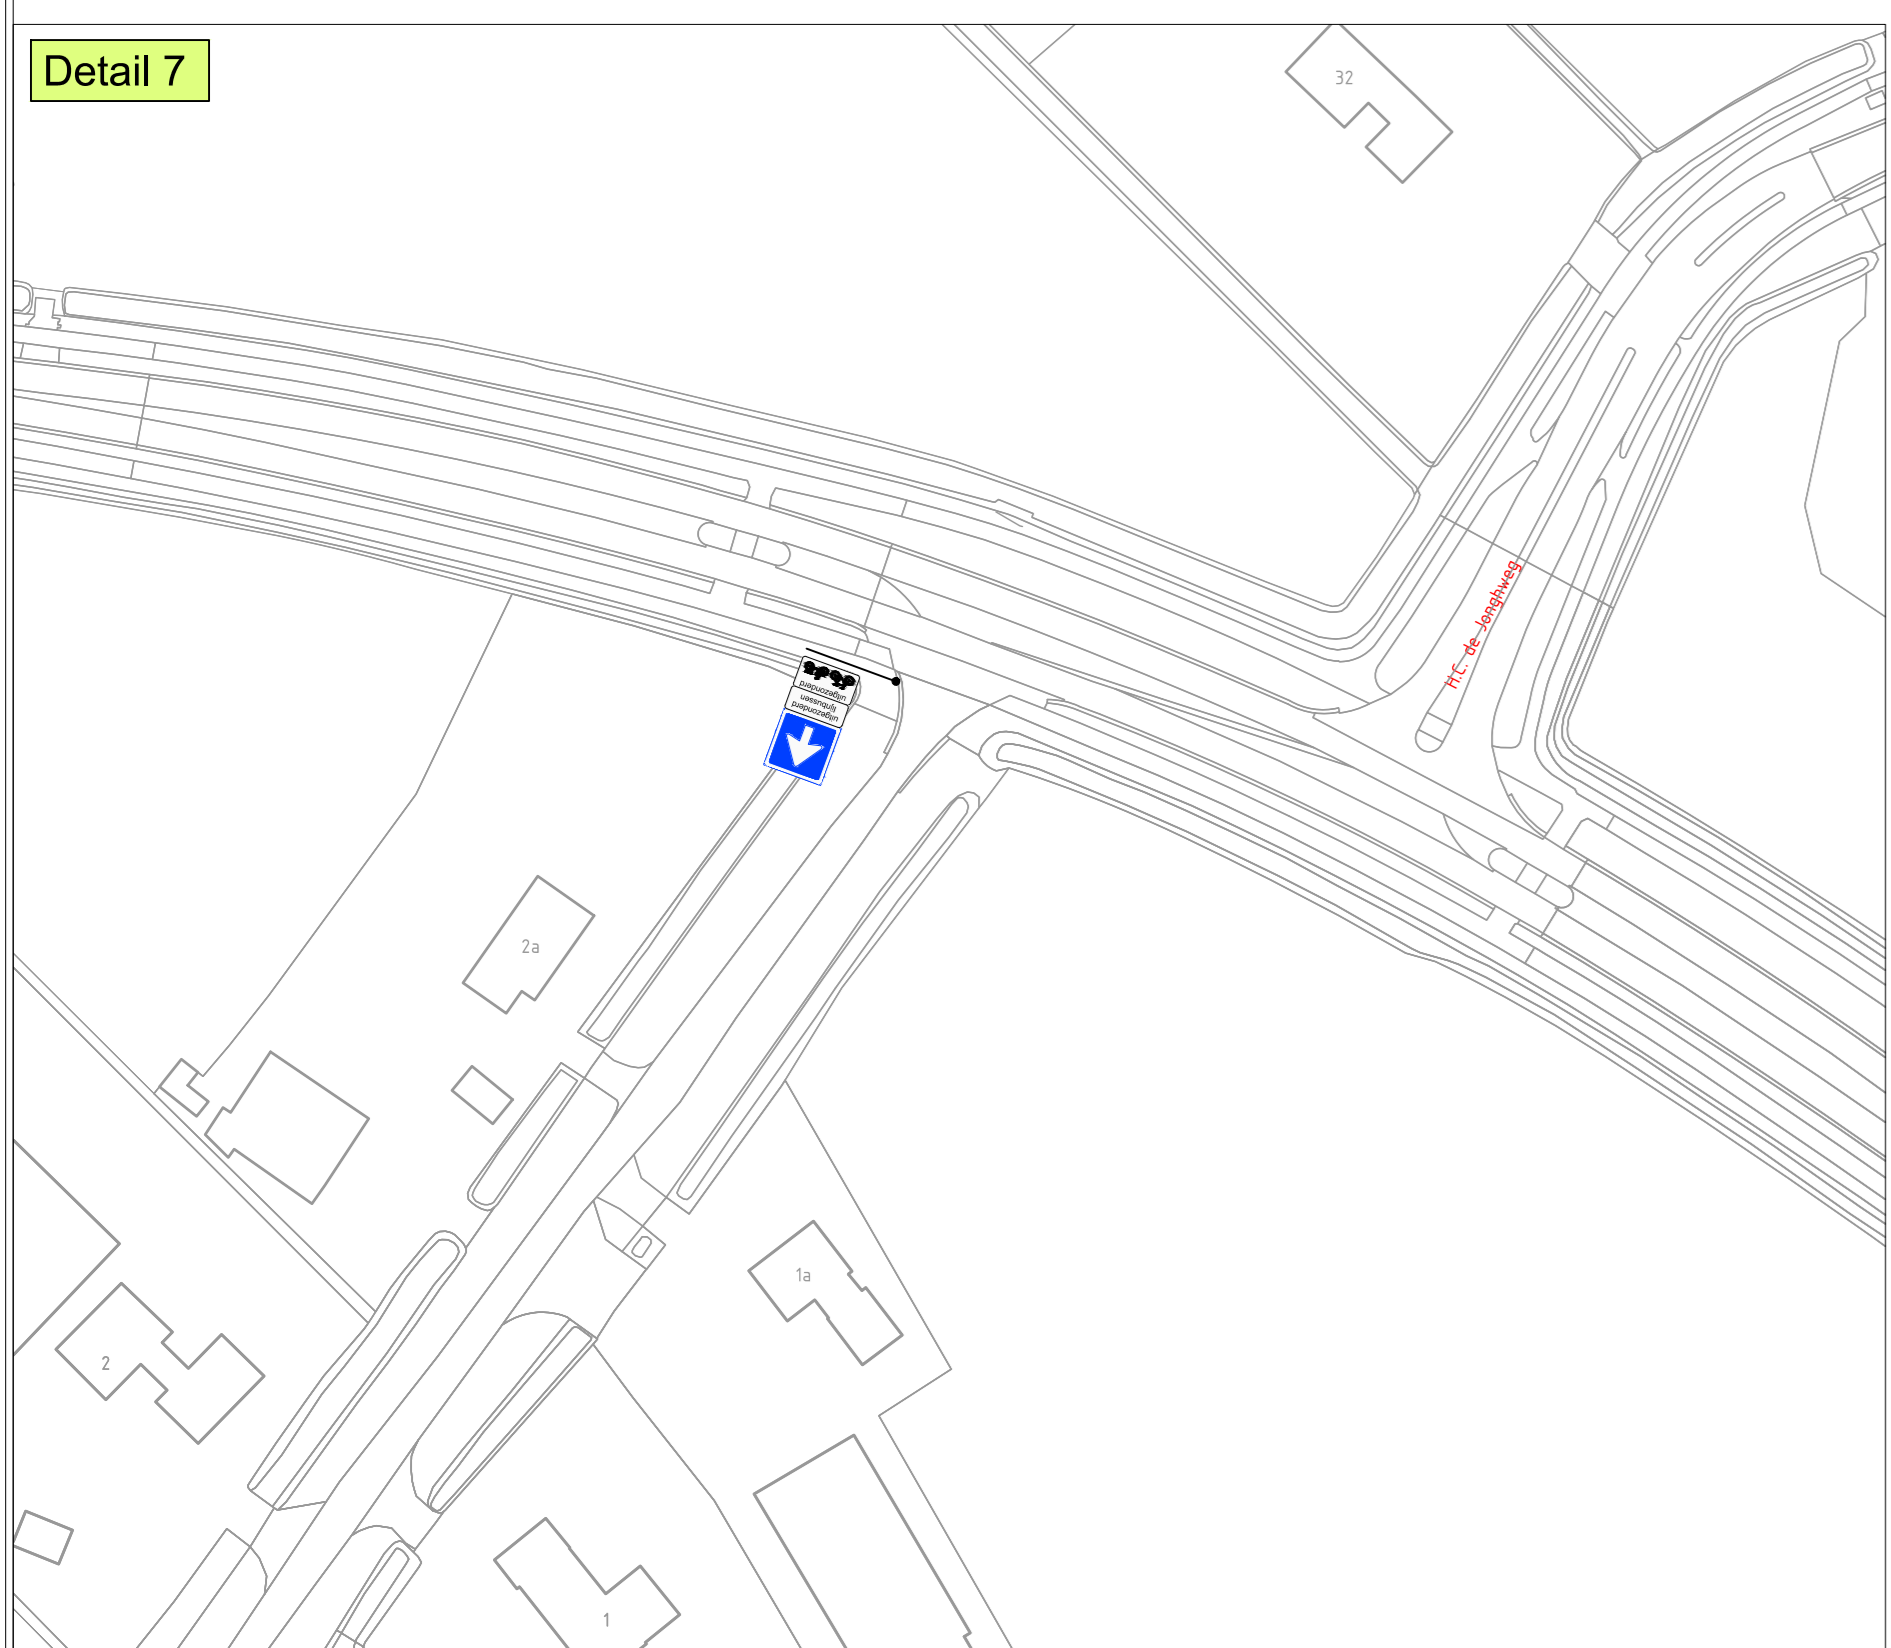 Detail 7
32
H.C. de Jonghweg
uitgezonderd
lijnbussen
uitgezonderd
2a
1a
2
1